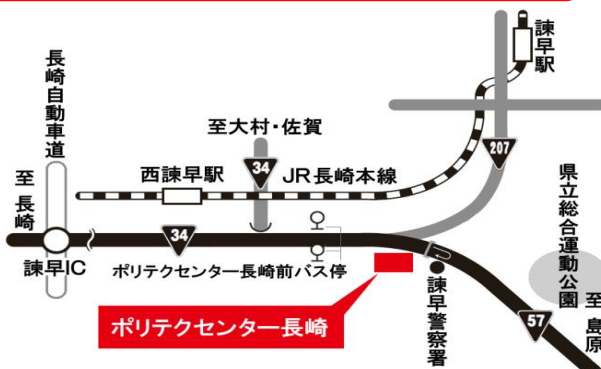 諫早駅
長崎自動車道
至大村・佐賀
34
207
西諫早駅
JR長崎本線
至 長崎
34
県立総合運動公園
諫早IC
ポリテクセンター長崎前バス停
ポリテクセンター長崎
諫早警察署
57
至 島原